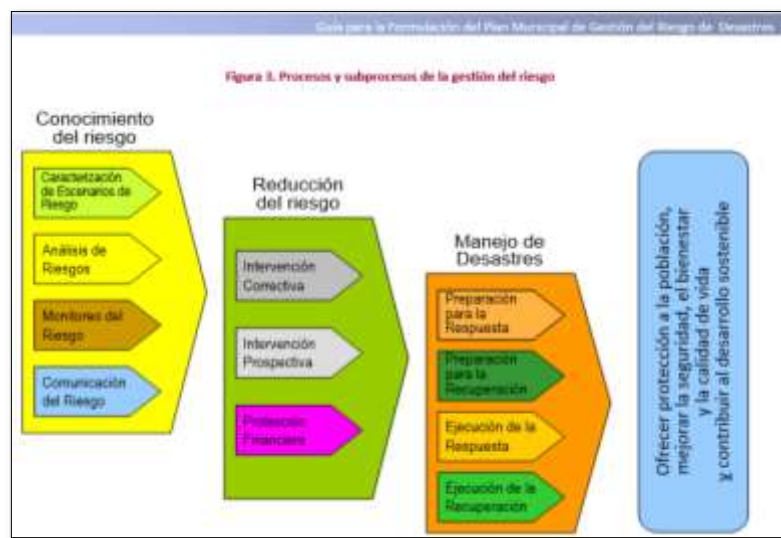 Guía para la Formulación del Plan Municipal de Gestión del Riesgo de Desastres
Figura 3. Procesos y subprocesos de la gestión del riesgo
Conocimiento
del riesgo
Caracterización
de Escenarios de
Riesgo
Análisis de
Riesgos
Monitoreo del
Riesgo
Comunicación
del Riesgo
Reducción
del riesgo
Intervención
Correctiva
Intervención
Prospectiva
Protección
Financiera
Manejo de
Desastres
Preparación
para la
Respuesta
Preparación
para la
Recuperación
Ejecución de la
Respuesta
Ejecución de la
Recuperación
Ofrecer protección a la población,
mejorar la seguridad, el bienestar
y la calidad de vida
y contribuir al desarrollo sostenible